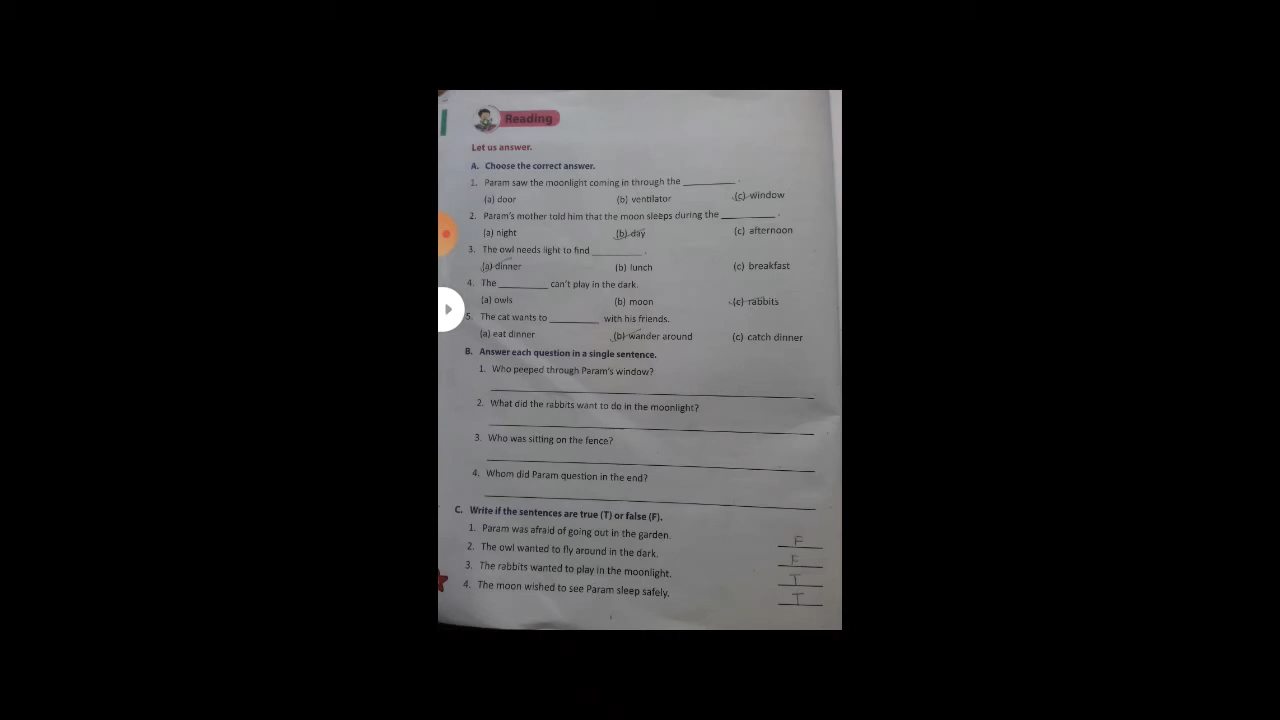 Reading
Let us answer.
A. Choose the correct answer.
1. Param saw the moonlight coming in through the __________ .
(a) door (b) ventilator (c) window
2. Param's mother told him that the moon sleeps during the __________ .
(a) night (b) day (c) afternoon
3. The owl needs light to find __________ .
(a) dinner (b) lunch (c) breakfast
4. The __________ can't play in the dark.
(a) owls (b) moon (c) rabbits
5. The cat wants to __________ with his friends.
(a) eat dinner (b) wander around (c) catch dinner
B. Answer each question in a single sentence.
1. Who peeped through Param's window?
2. What did the rabbits want to do in the moonlight?
3. Who was sitting on the fence?
4. Whom did Param question in the end?
C. Write if the sentences are true (T) or false (F).
1. Param was afraid of going out in the garden. F
2. The owl wanted to fly around in the dark. F
3. The rabbits wanted to play in the moonlight. T
4. The moon wished to see Param sleep safely. T